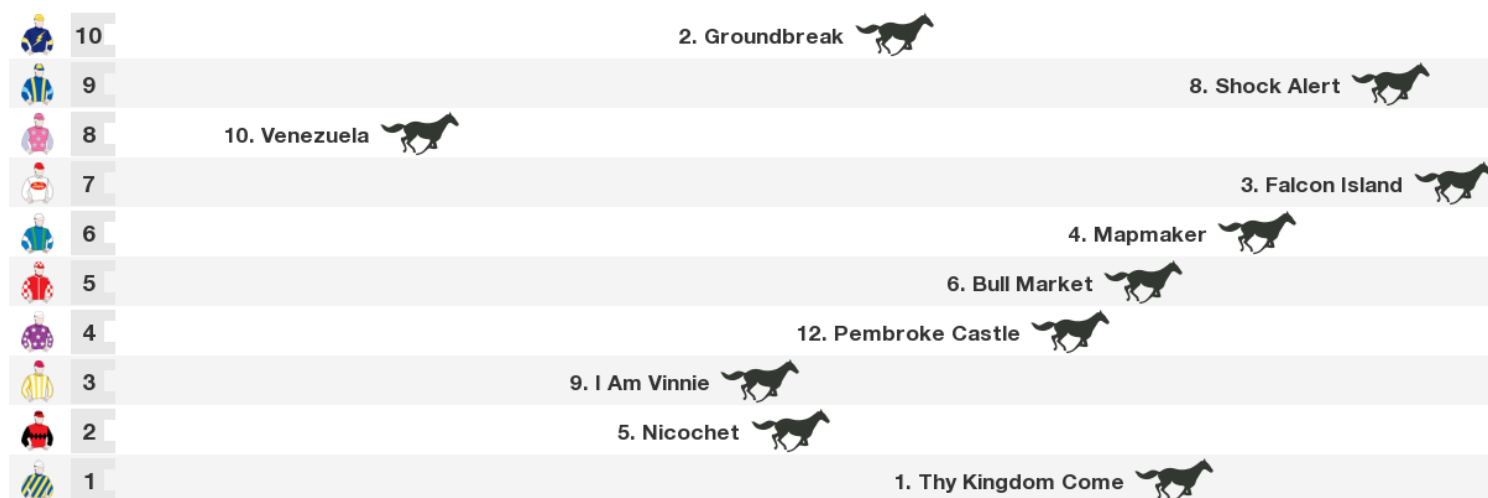 10 2. Groundbreak
9 8. Shock Alert
8 10. Venezuela
7 3. Falcon Island
6 4. Mapmaker
5 6. Bull Market
4 12. Pembroke Castle
3 9. I Am Vinnie
2 5. Nicochet
1 1. Thy Kingdom Come